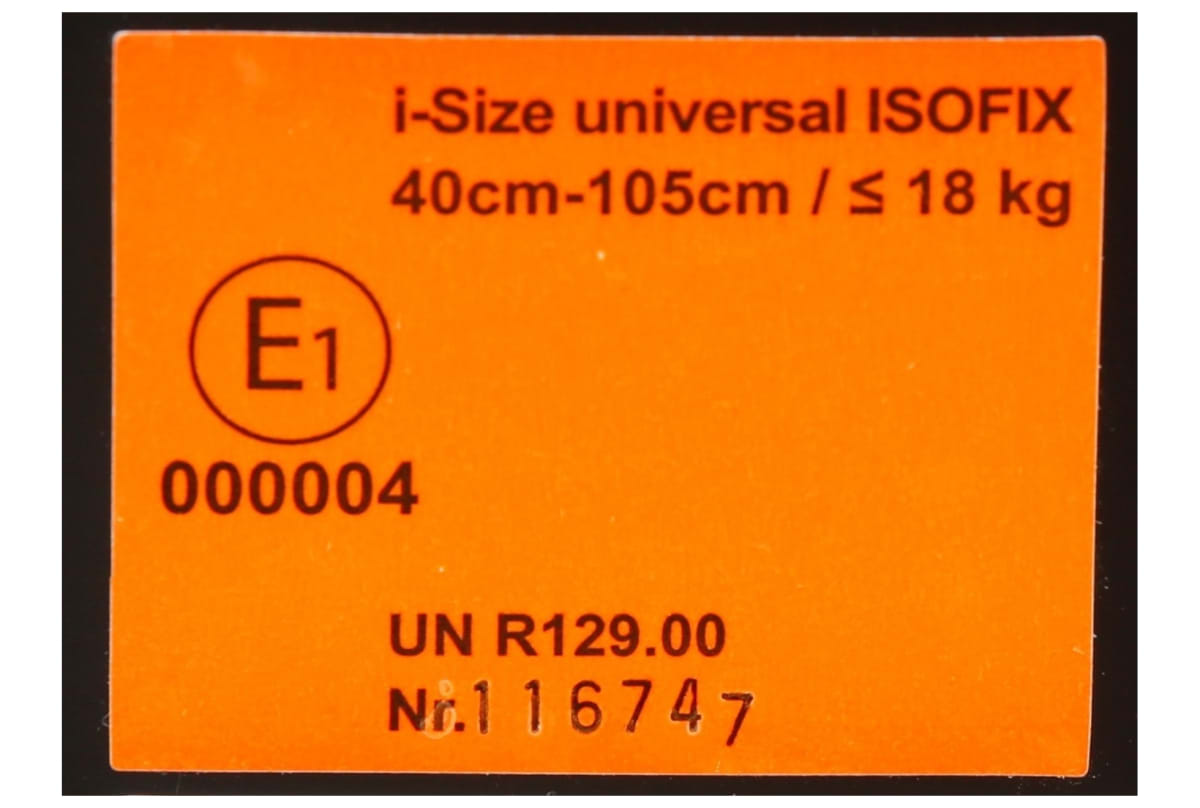 i-Size universal ISOFIX
40cm-105cm / ≤ 18 kg
E1
000004
UN R129.00
Nr.116747